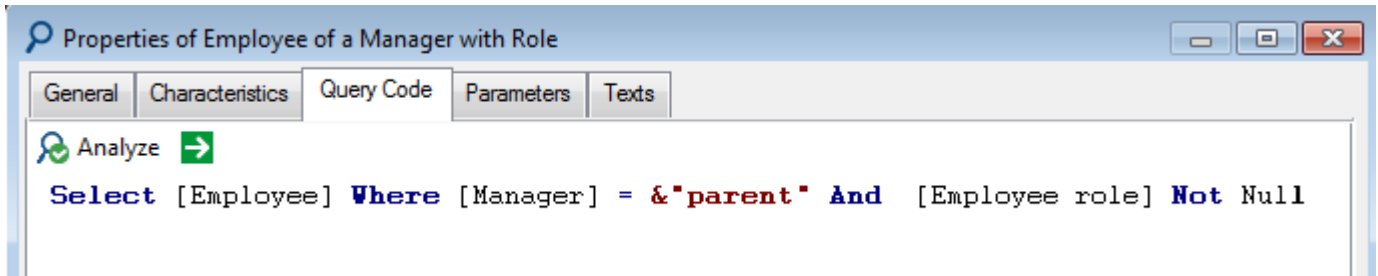 Properties of Employee of a Manager with Role
General Characteristics Query Code Parameters Texts
Analyze
Select [Employee] Where [Manager] = &"parent" And [Employee role] Not Null